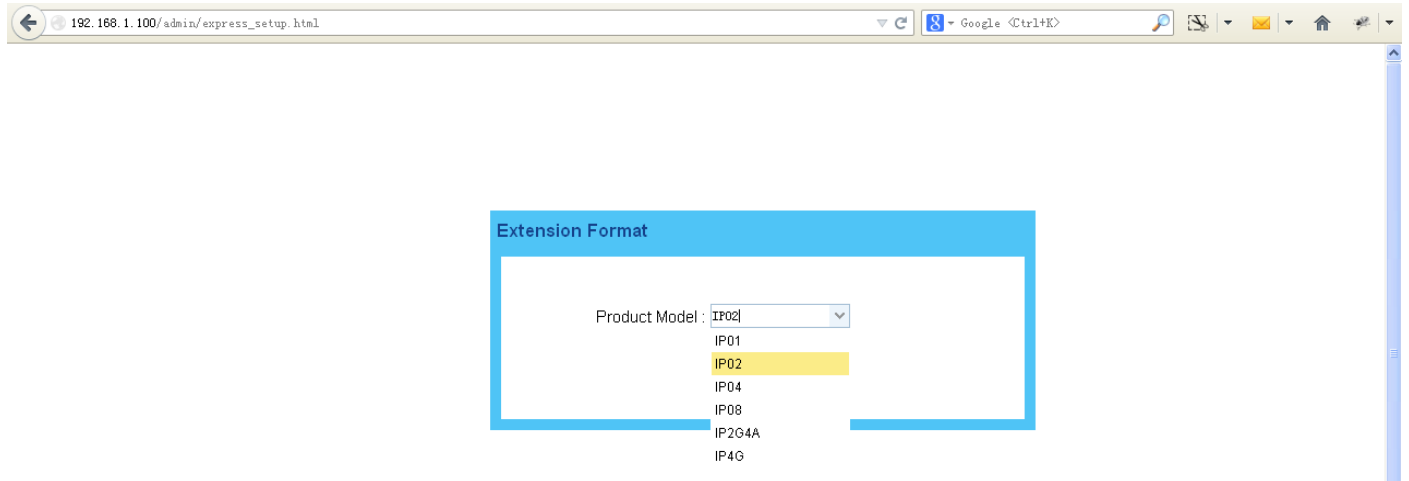 192.168.1.100/admin/express_setup.html
8 Google <Ctrl+K>
Extension Format
Product Model : IP02
IP01
IP02
IP04
IP08
IP2G4A
IP4G